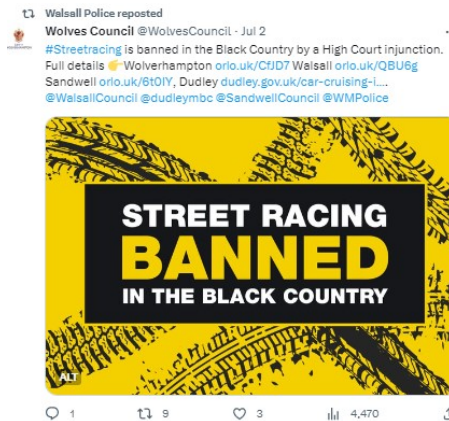 Walsall Police reposted
Wolves Council @WolvesCouncil · Jul 2
#Streetracing is banned in the Black Country by a High Court injunction.
Full details 👉Wolverhampton orlo.uk/CfJD7 Walsall orlo.uk/QBU6g
Sandwell orlo.uk/6t0IY, Dudley dudley.gov.uk/car-cruising-i….
@WalsallCouncil @dudleymbc @SandwellCouncil @WMPolice
STREET RACING
BANNED
IN THE BLACK COUNTRY
ALT
1 9 3 4,470